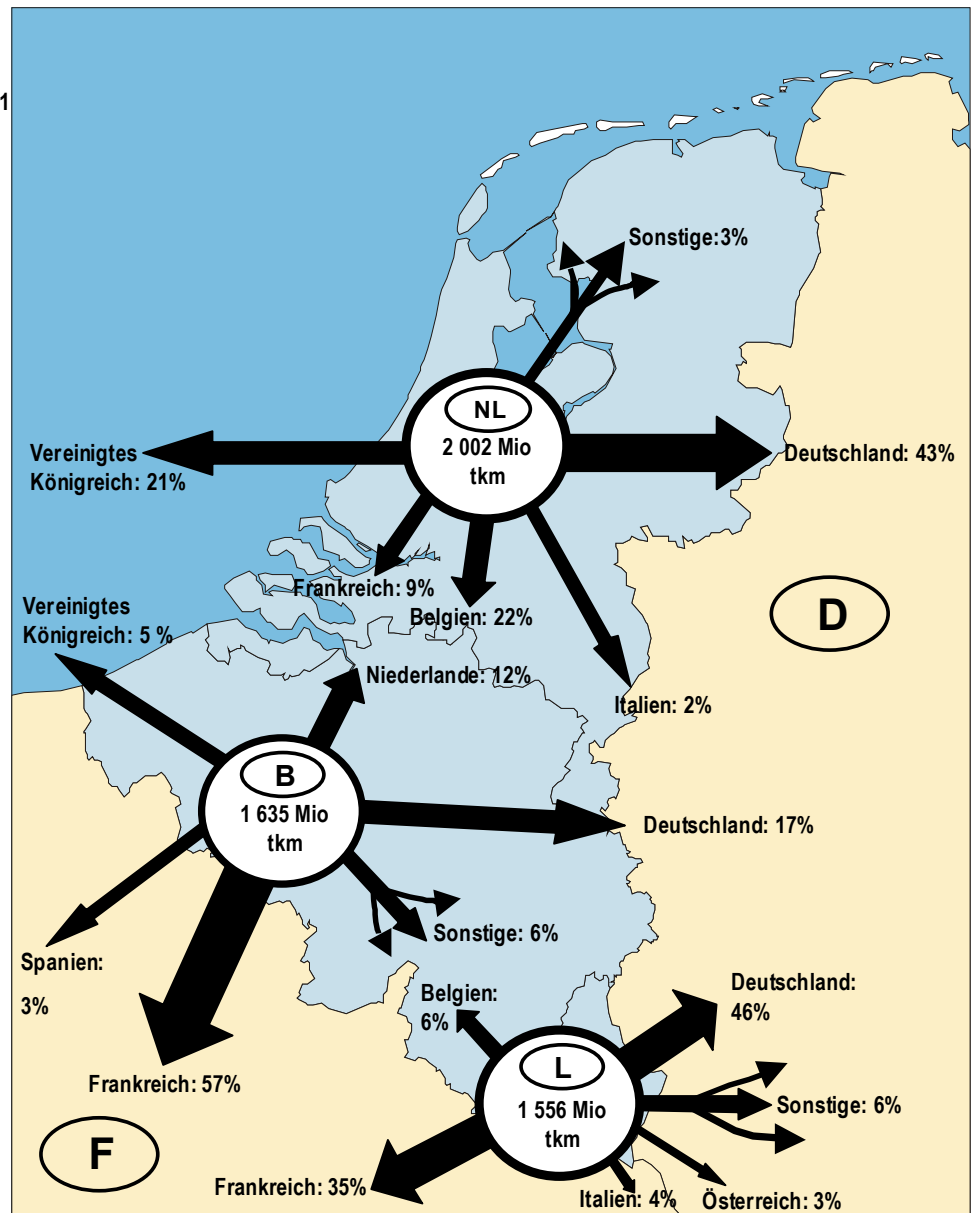 1
Sonstige:3%
NL
2 002 Mio
tkm
Vereinigtes
Königreich: 21%
Deutschland: 43%
Frankreich: 9%
Belgien: 22%
Italien: 2%
D
Vereinigtes
Königreich: 5 %
Niederlande: 12%
B
1 635 Mio
tkm
Deutschland: 17%
Sonstige: 6%
Spanien:
3%
Frankreich: 57%
Belgien:
6%
Deutschland:
46%
L
1 556 Mio
tkm
Sonstige: 6%
F
Frankreich: 35%
Italien: 4%
Österreich: 3%